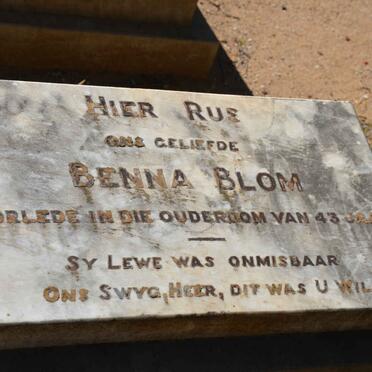 HIER RUS
ONS GELIEFDE
BENNA BLOM
ORLEDE IN DIE OUDERDOM VAN 43 JA
SY LEWE WAS ONMISBAAR
ONS SWYG, HEER, DIT WAS U WIL